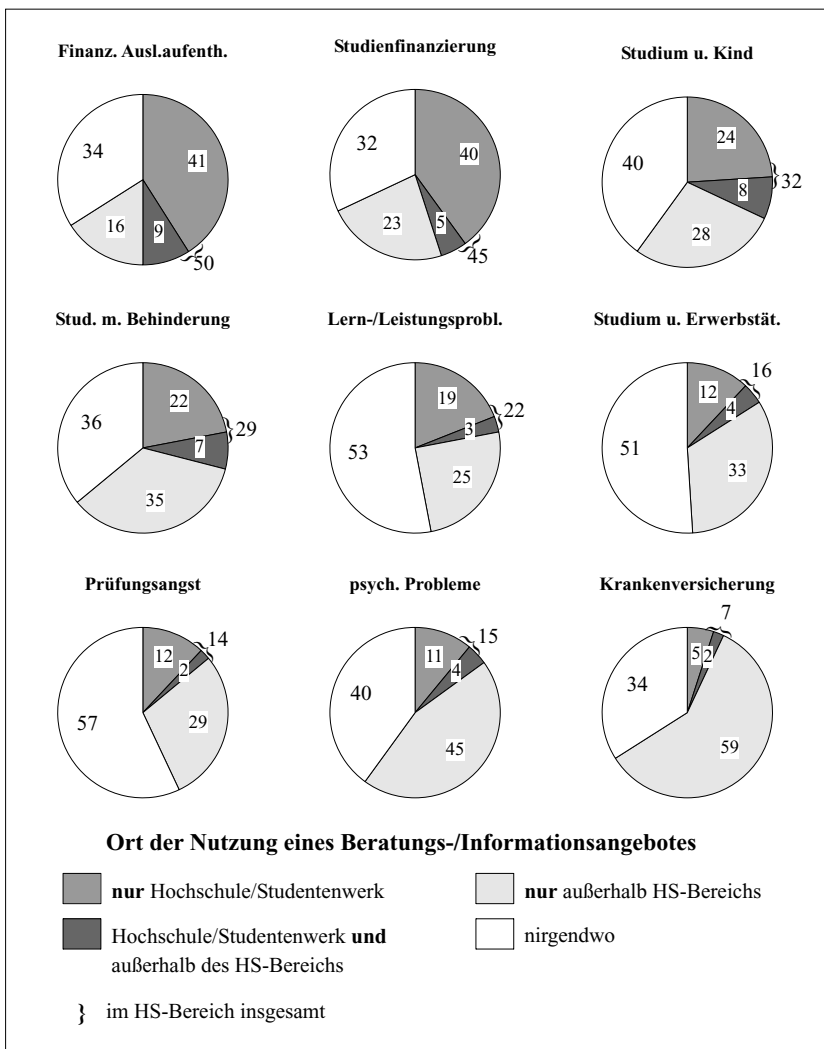 Finanz. Ausl.aufenth.
34
41
16
9
50
Studienfinanzierung
32
40
23
5
45
Studium u. Kind
24
40
8
32
28
Stud. m. Behinderung
22
36
7
29
35
Lern-/Leistungsprobl.
19
22
3
53
25
Studium u. Erwerbstät.
16
12
4
51
33
Prüfungsangst
14
12
2
57
29
psych. Probleme
15
11
4
40
45
Krankenversicherung
7
5
2
34
59
Ort der Nutzung eines Beratungs-/Informationsangebotes
nur Hochschule/Studentenwerk
nur außerhalb HS-Bereichs
Hochschule/Studentenwerk und
außerhalb des HS-Bereichs
nirgendwo
} im HS-Bereich insgesamt